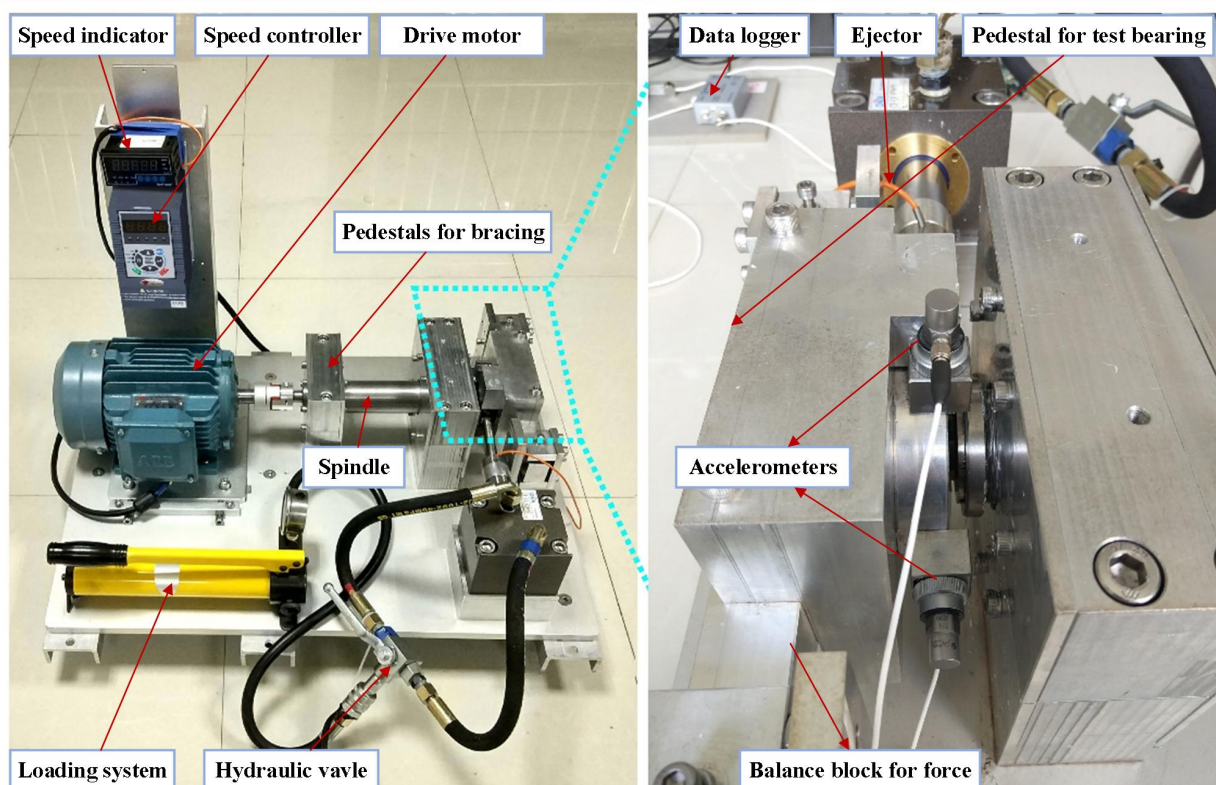 Speed indicator
Speed controller
Drive motor
Data logger
Ejector
Pedestal for test bearing
Pedestals for bracing
ABB
Spindle
Accelerometers
Loading system
Hydraulic vavle
Balance block for force